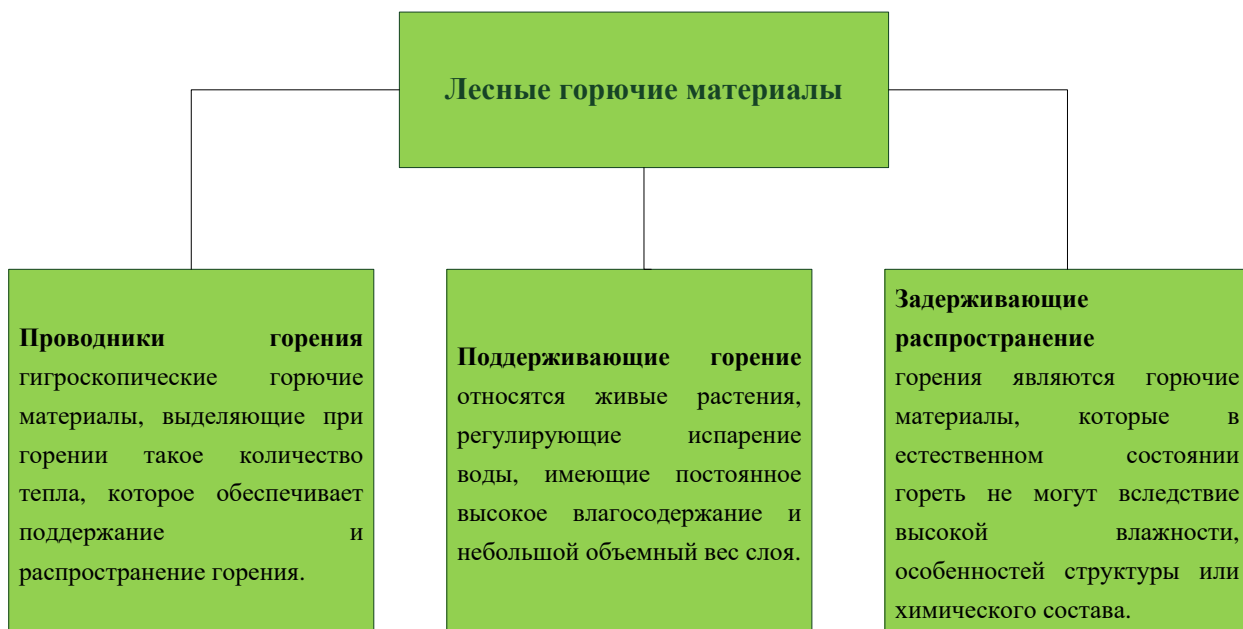 Лесные горючие материалы
Проводники горения
гигроскопические горючие
материалы, выделяющие при
горении такое количество
тепла, которое обеспечивает
поддержание и
распространение горения.
Поддерживающие горение
относятся живые растения,
регулирующие испарение
воды, имеющие постоянное
высокое влагосодержание и
небольшой объемный вес слоя.
Задерживающие
распространение
горения являются горючие
материалы, которые в
естественном состоянии
гореть не могут вследствие
высокой влажности,
особенностей структуры или
химического состава.